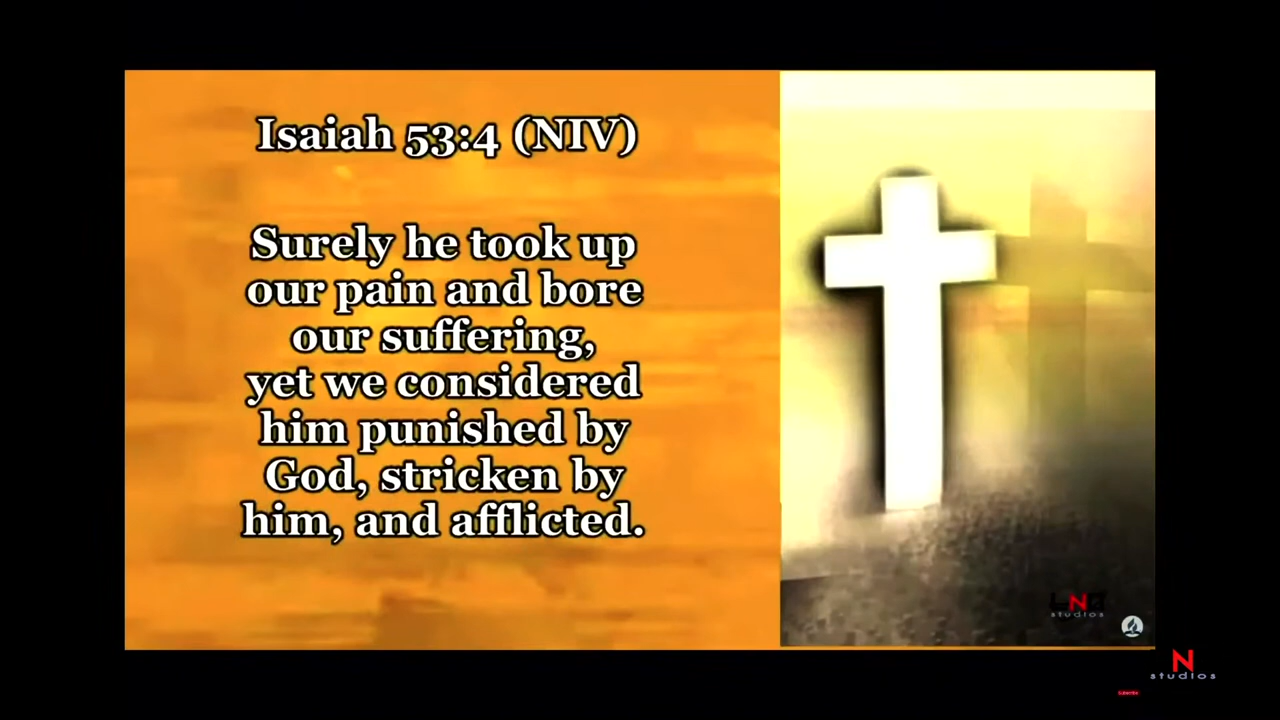 Isaiah 53:4 (NIV)
Surely he took up
our pain and bore
our suffering,
yet we considered
him punished by
God, stricken by
him, and afflicted.
studios
N
studios